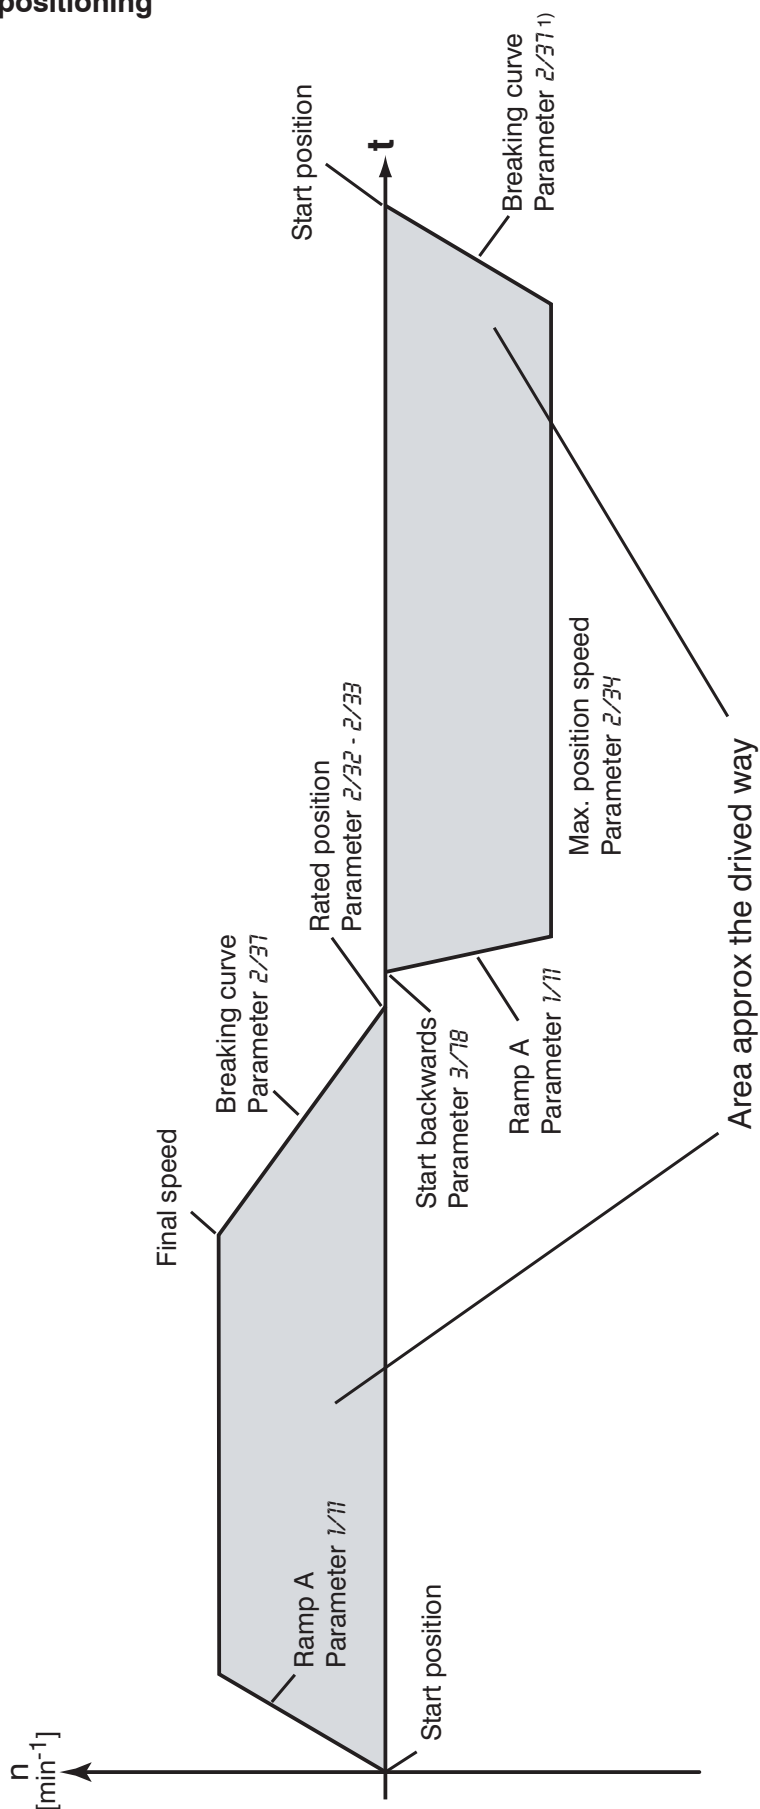 positioning
n
[min-1]
Start position
Ramp A
Parameter 1/11
Final speed
Breaking curve
Parameter 2/37
Rated position
Parameter 2/32 - 2/33
Start backwards
Parameter 3/78
Ramp A
Parameter 1/11
Max. position speed
Parameter 2/34
Start position
t
Breaking curve
Parameter 2/37 1)
Area approx the drived way